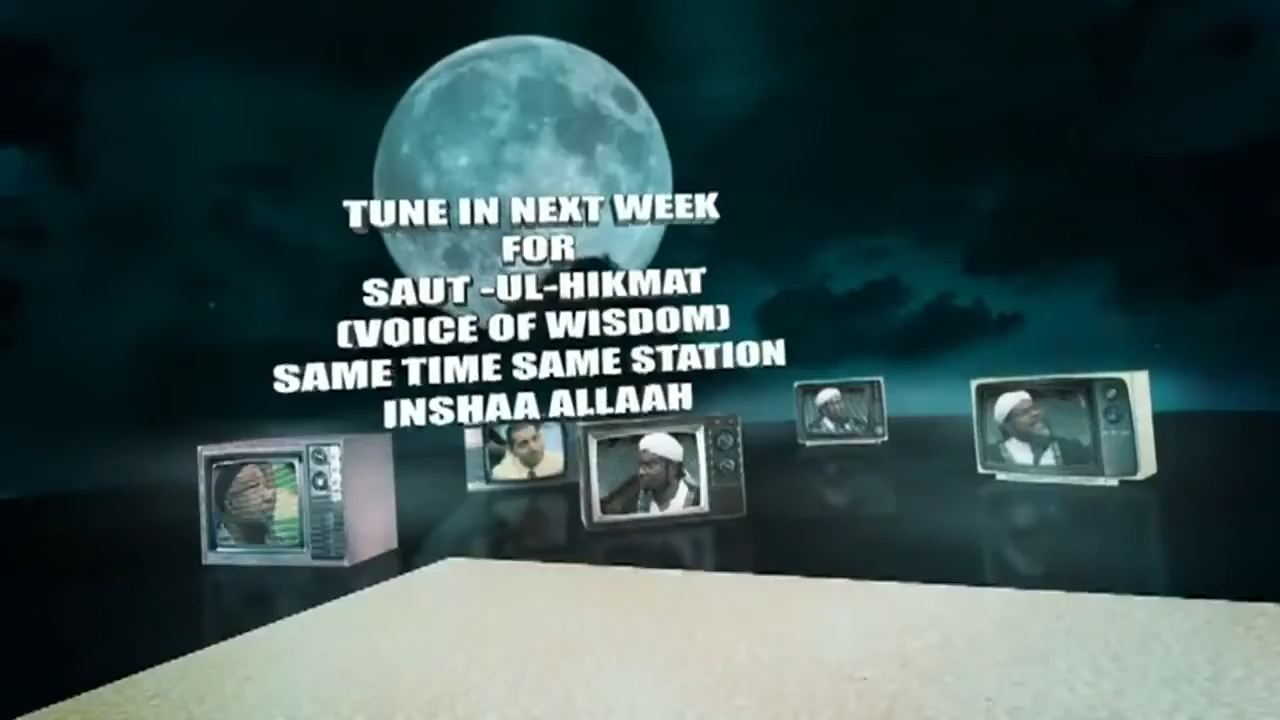 TUNE IN NEXT WEEK
FOR
SAUT -UL-HIKMAT
(VOICE OF WISDOM)
SAME TIME SAME STATION
INSHAA ALLAAH